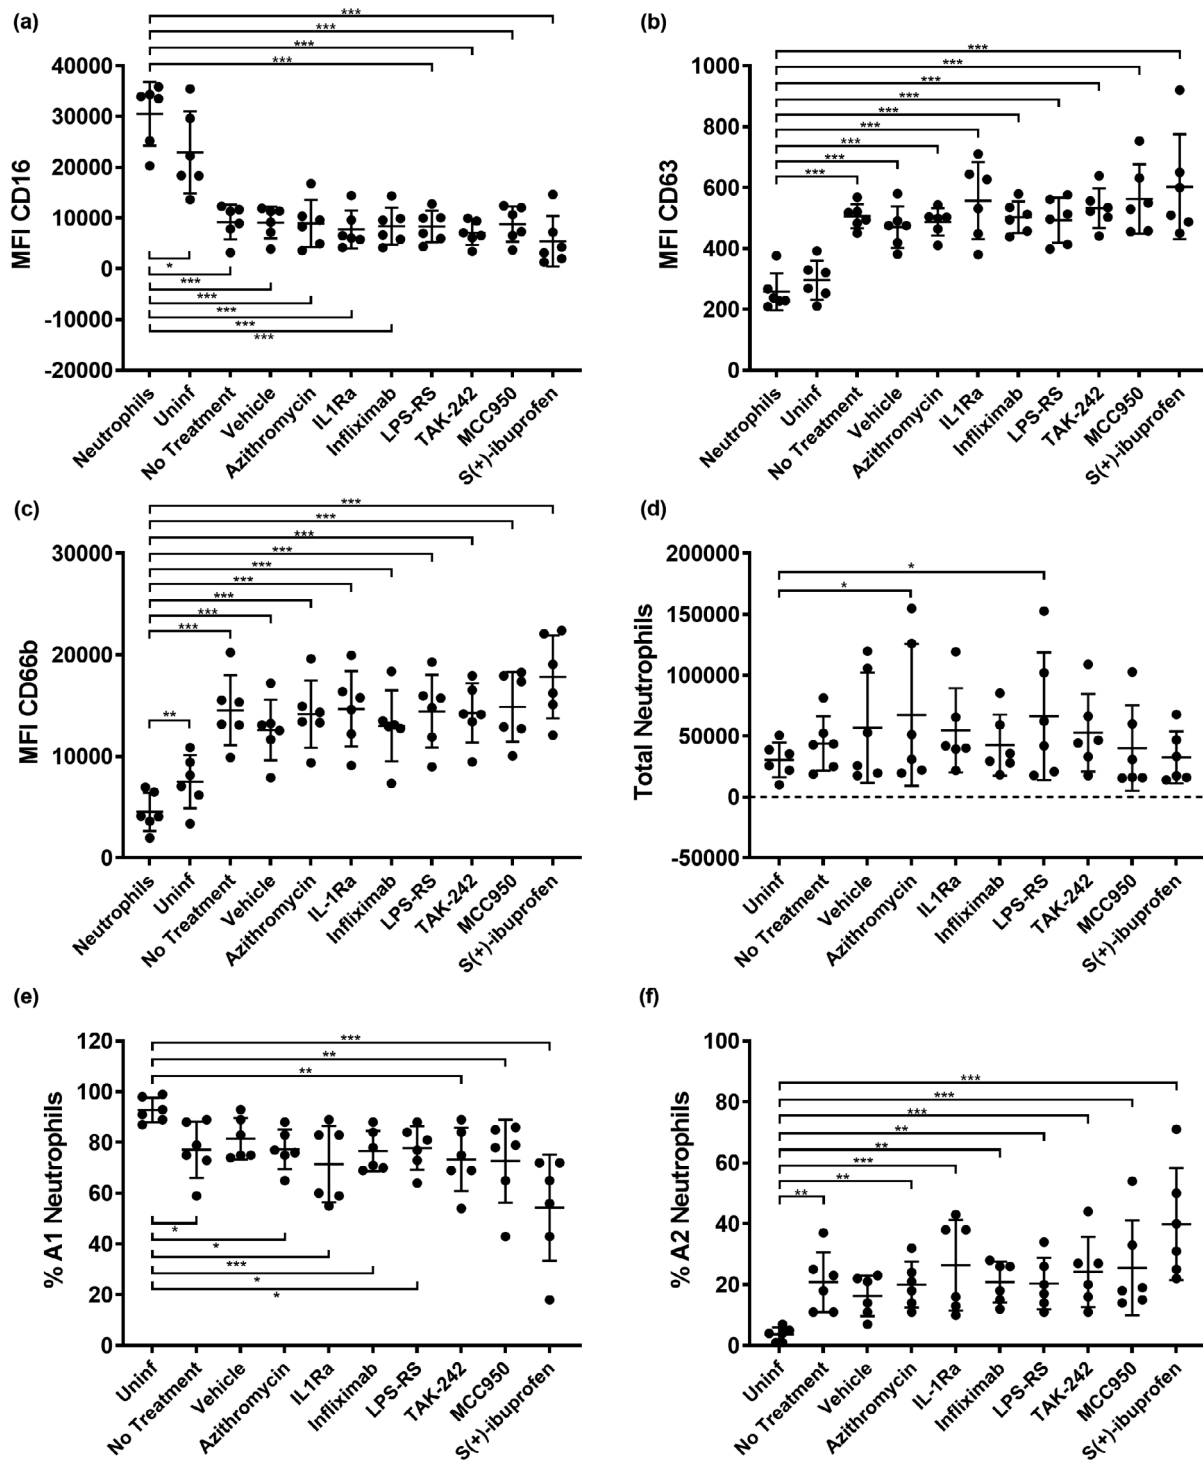 (a)
***
***
***
***
40000
30000
20000
10000
0
-10000
-20000
MFI CD16
*
***
***
***
***
***
Neutrophils
Uninf
No Treatment
Vehicle
Azithromycin
IL1Ra
Infliximab
LPS-RS
TAK-242
MCC950
S(+)-ibuprofen
(b)
***
***
***
***
***
***
***
***
***
1000
800
600
400
200
0
MFI CD63
Neutrophils
Uninf
No Treatment
Vehicle
Azithromycin
IL1Ra
Infliximab
LPS-RS
TAK-242
MCC950
S(+)-ibuprofen
(c)
***
***
***
***
***
***
***
***
***
**
30000
20000
10000
0
MFI CD66b
Neutrophils
Uninf
No Treatment
Vehicle
Azithromycin
IL-1Ra
Infliximab
LPS-RS
TAK-242
MCC950
S(+)-ibuprofen
(d)
*
*
200000
150000
100000
50000
0
-50000
Total Neutrophils
Uninf
No Treatment
Vehicle
Azithromycin
IL1Ra
Infliximab
LPS-RS
TAK-242
MCC950
S(+)-ibuprofen
(e)
***
**
**
120
100
80
60
40
20
0
% A1 Neutrophils
*
*
*
***
*
Uninf
No Treatment
Vehicle
Azithromycin
IL1Ra
Infliximab
LPS-RS
TAK-242
MCC950
S(+)-ibuprofen
(f)
***
***
***
**
**
***
**
**
100
80
60
40
20
0
% A2 Neutrophils
Uninf
No Treatment
Vehicle
Azithromycin
IL-1Ra
Infliximab
LPS-RS
TAK-242
MCC950
S(+)-ibuprofen